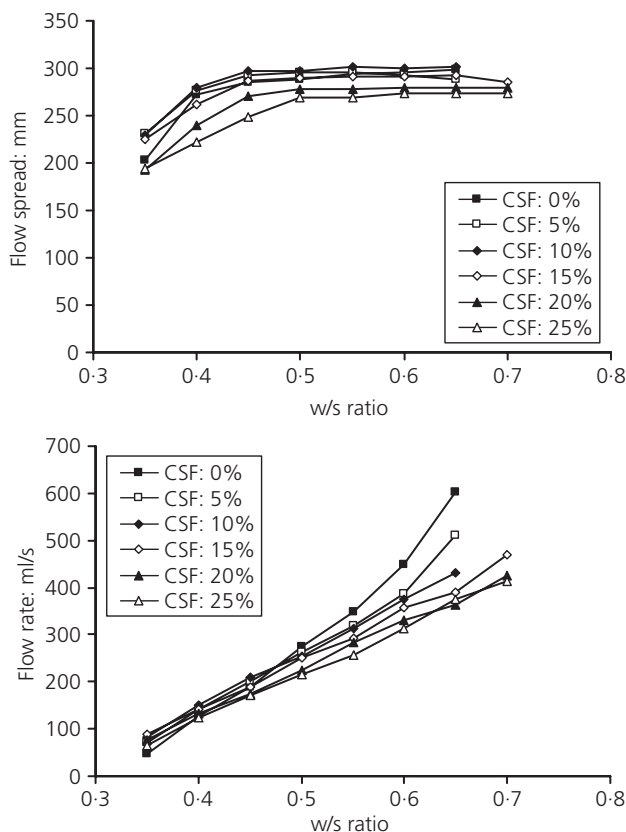 350
300
250
200
150
100
50
0
Flow spread: mm
CSF: 0%
CSF: 5%
CSF: 10%
CSF: 15%
CSF: 20%
CSF: 25%
0·3 0·4 0·5 0·6 0·7 0·8
w/s ratio
700
600
500
400
300
200
100
0
Flow rate: ml/s
CSF: 0%
CSF: 5%
CSF: 10%
CSF: 15%
CSF: 20%
CSF: 25%
0·3 0·4 0·5 0·6 0·7 0·8
w/s ratio